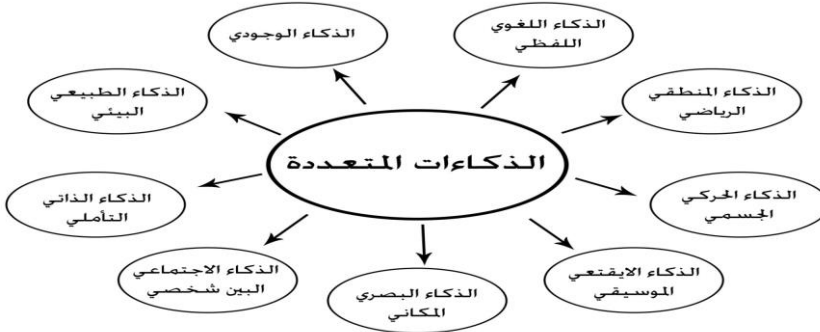 الذكاء اللغوي
اللفظي
الذكاء الوجودي
الذكاء المنطقي
الرياضي
الذكاء الطبيعي
البيئي
الذكاءات المتعددة
الذكاء الحركي
الجسمي
الذكاء الذاتي
التأملي
الذكاء الايقتعي
الموسيقي
الذكاء الاجتماعي
البين شخصي
الذكاء البصري
المكاني